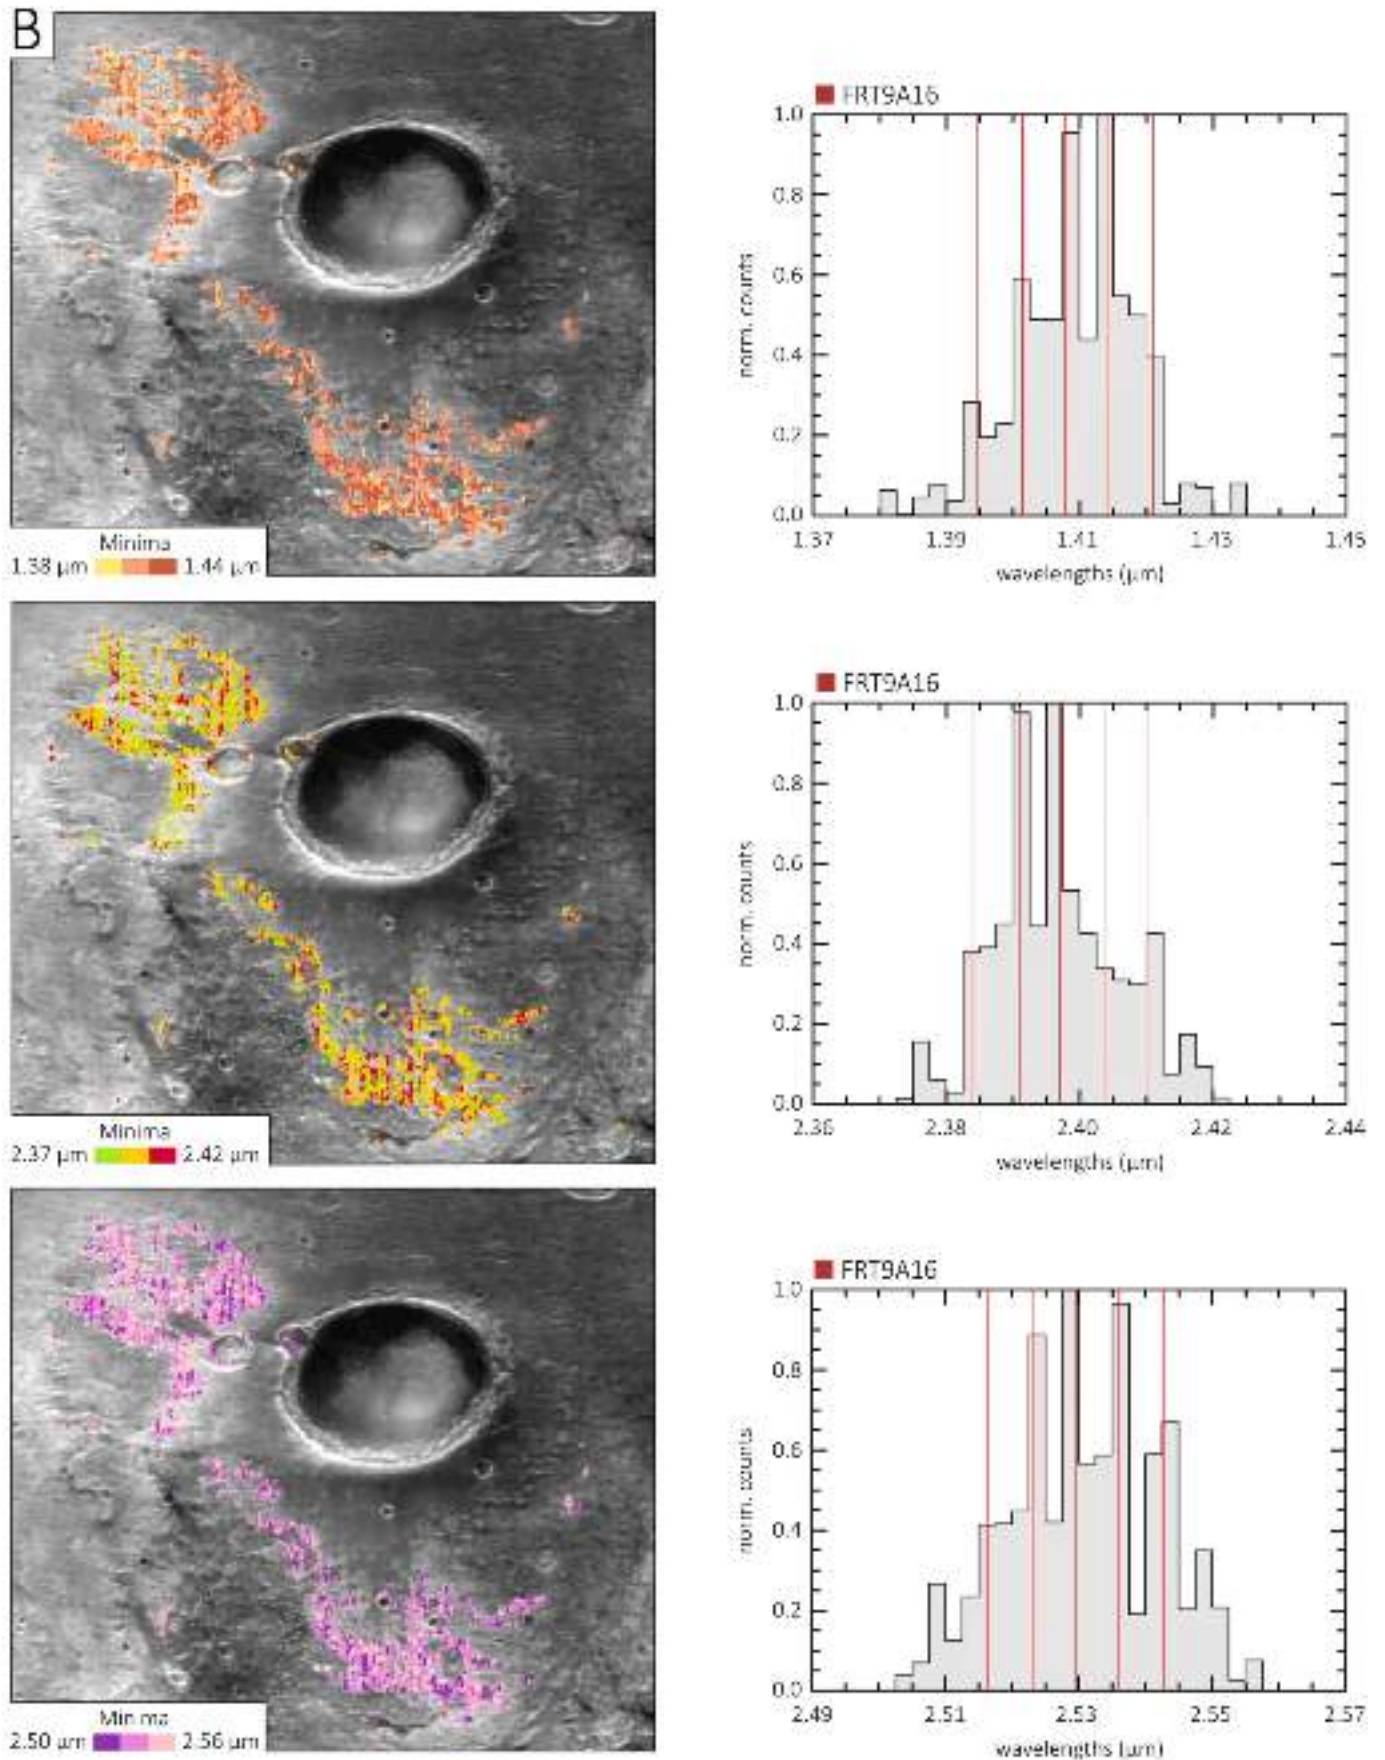 B
Minima
1.38 µm 1.44 µm
FRT9A16
norm. counts
1.0
0.8
0.6
0.4
0.2
0.0
1.37 1.39 1.41 1.43 1.45
wavelengths (µm)
Minima
2.37 µm 2.42 µm
FRT9A16
norm. counts
1.0
0.8
0.6
0.4
0.2
0.0
2.36 2.38 2.40 2.42 2.44
wavelengths (µm)
Minima
2.50 µm 2.56 µm
FRT9A16
norm. counts
1.0
0.8
0.6
0.4
0.2
0.0
2.49 2.51 2.53 2.55 2.57
wavelengths (µm)